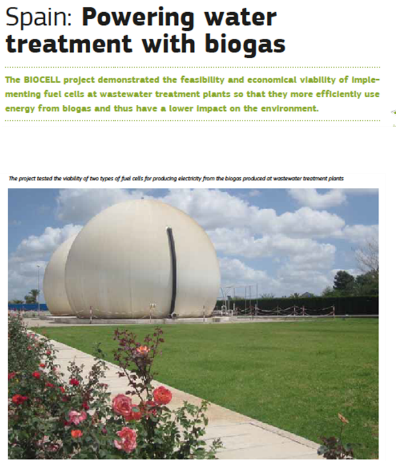 Spain: Powering water
treatment with biogas
The BIOCELL project demonstrated the feasibility and economical viability of imple-
menting fuel cells at wastewater treatment plants so that they more efficiently use
energy from biogas and thus have a lower impact on the environment.
The project tested the viability of two types of fuel cells for producing electricity from the biogas produced at wastewater treatment plants